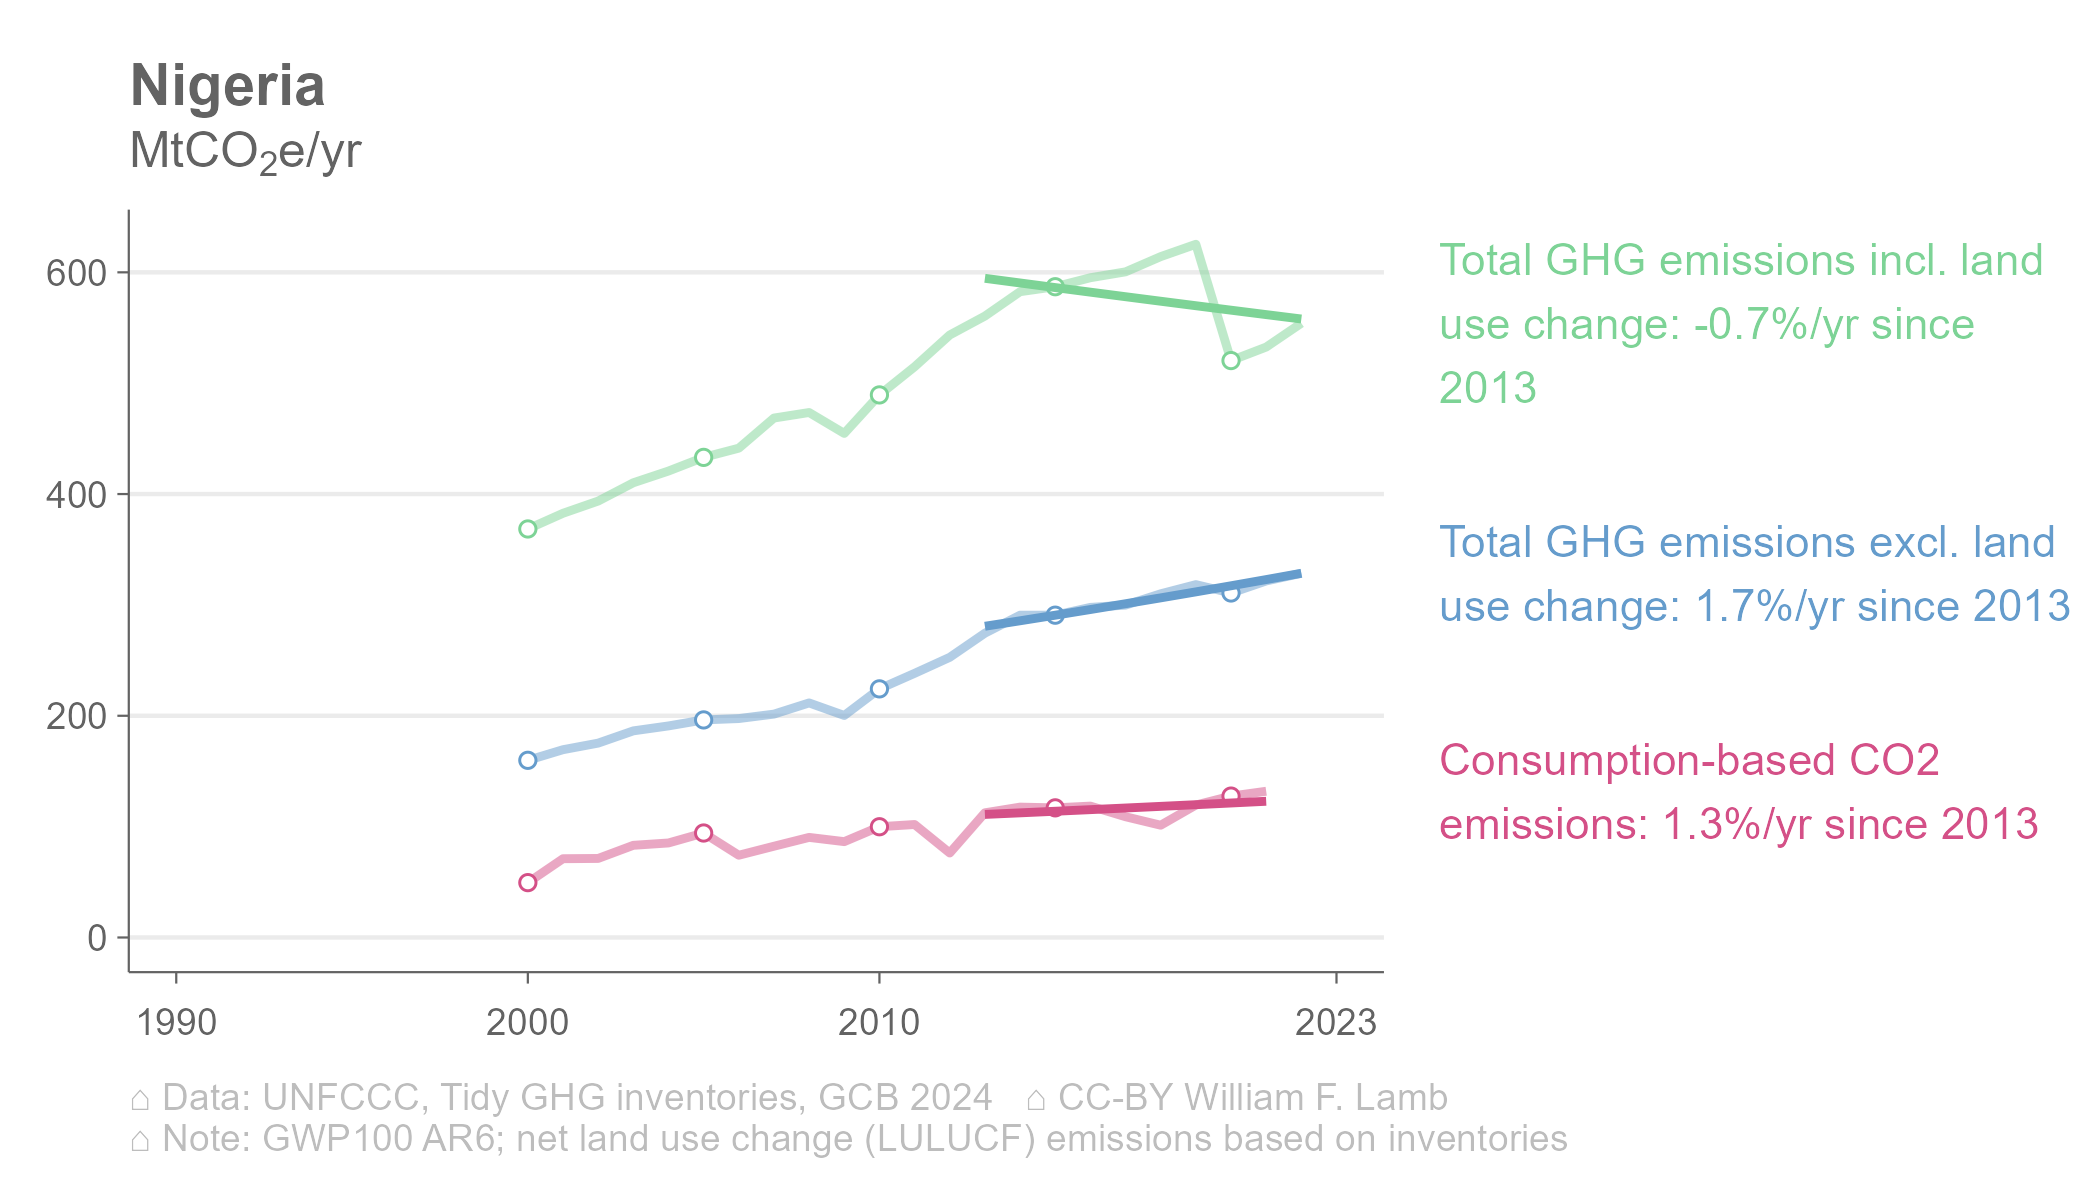 Nigeria
MtCO₂e/yr
600
400
200
0
1990 2000 2010 2023
Total GHG emissions incl. land
use change: -0.7%/yr since
2013
Total GHG emissions excl. land
use change: 1.7%/yr since 2013
Consumption-based CO2
emissions: 1.3%/yr since 2013
⌂ Data: UNFCCC, Tidy GHG inventories, GCB 2024 ⌂ CC-BY William F. Lamb
⌂ Note: GWP100 AR6; net land use change (LULUCF) emissions based on inventories